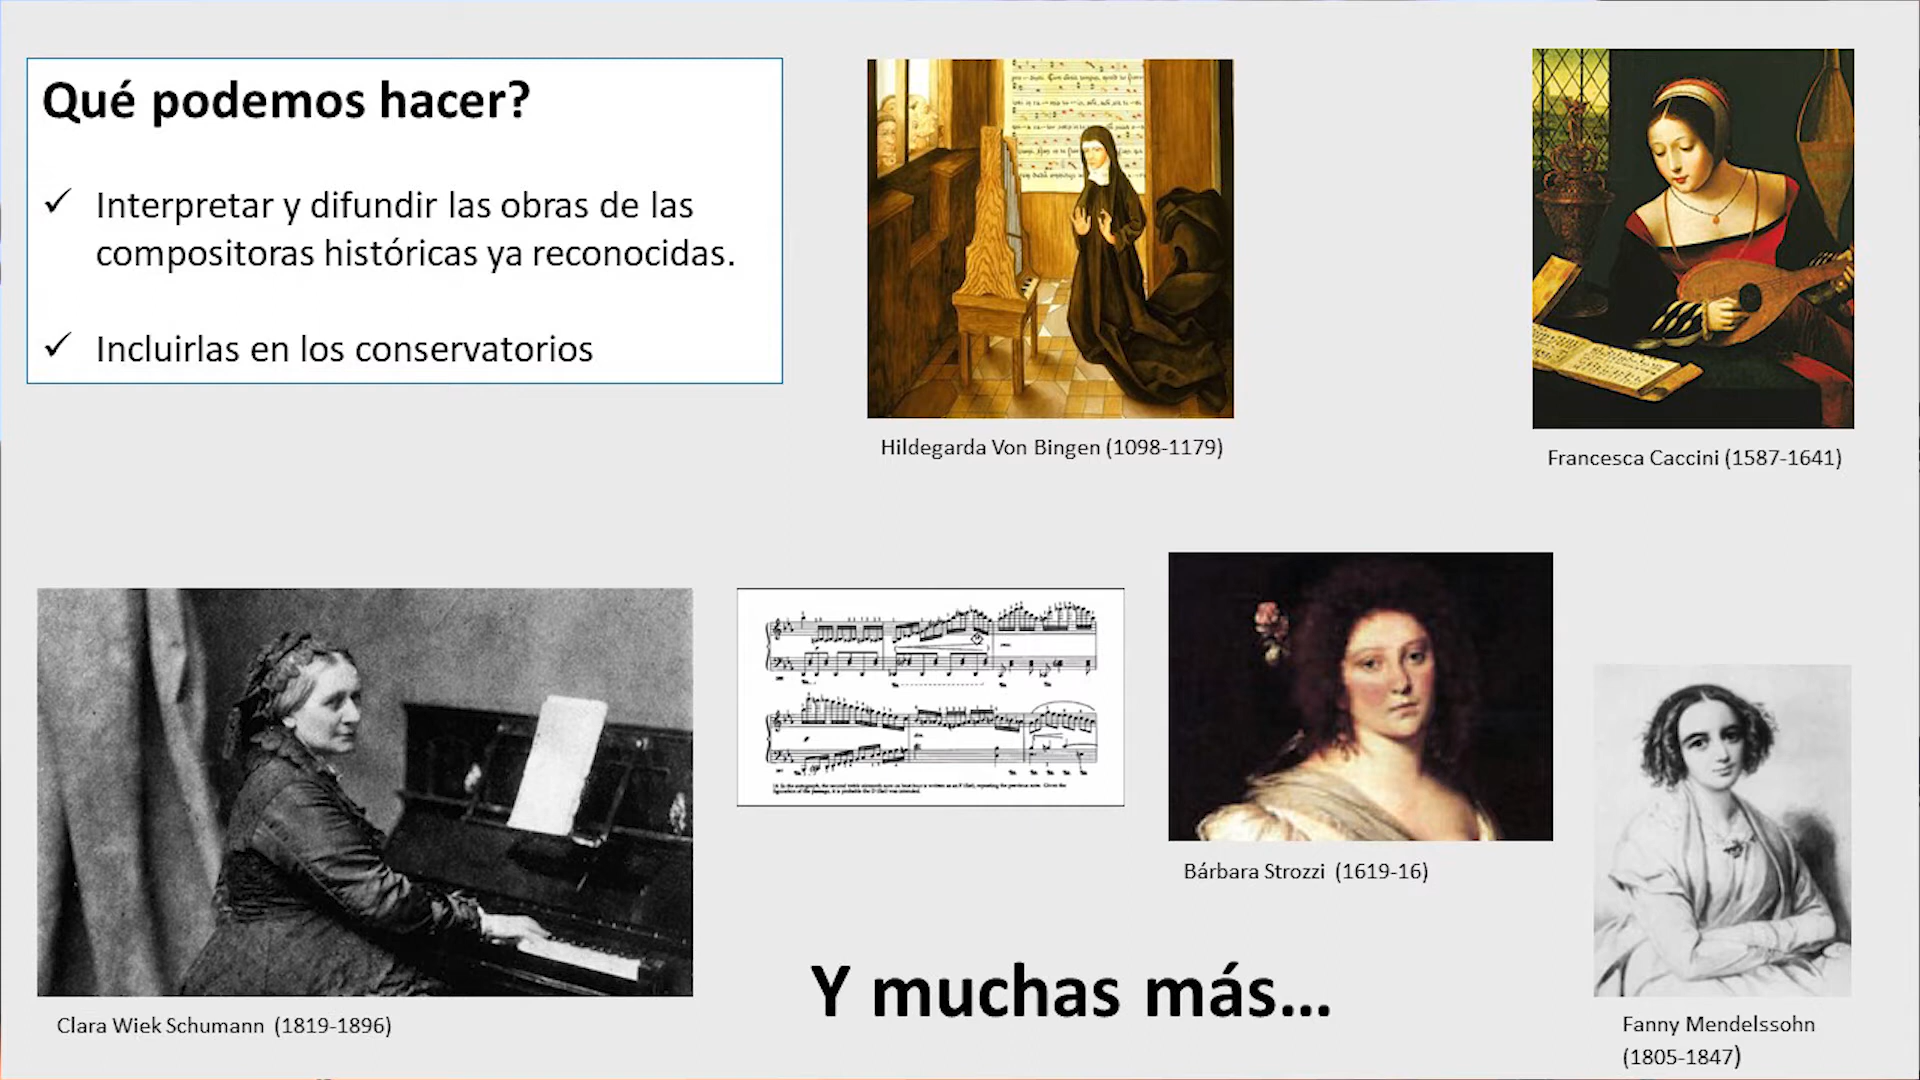 Qué podemos hacer?
✓ Interpretar y difundir las obras de las
compositoras históricas ya reconocidas.
✓ Incluirlas en los conservatorios
Hildegarda Von Bingen (1098-1179)
Francesca Caccini (1587-1641)
Bárbara Strozzi (1619-16)
Clara Wiek Schumann (1819-1896)
Y muchas más...
Fanny Mendelssohn
(1805-1847)